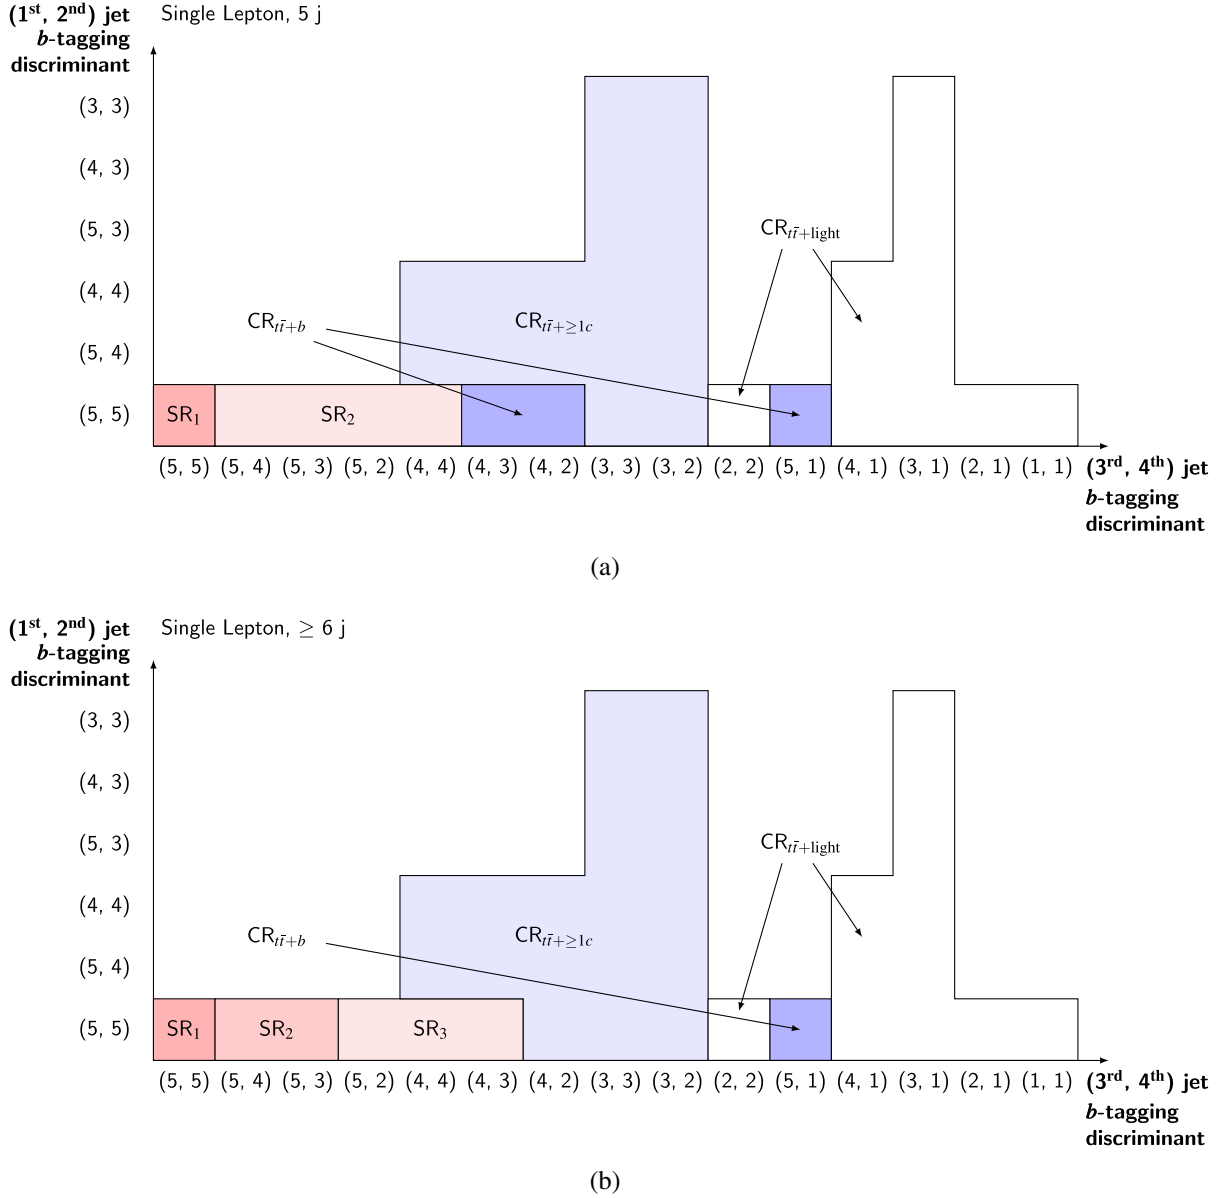 (1st, 2nd) jet
b-tagging
discriminant
Single Lepton, 5 j
(3, 3)
(4, 3)
(5, 3)
(4, 4)
(5, 4)
(5, 5)
CRtt̄+light
CRtt̄+b
CRtt̄+≥1c
SR1
SR2
(5, 5) (5, 4) (5, 3) (5, 2) (4, 4) (4, 3) (4, 2) (3, 3) (3, 2) (2, 2) (5, 1) (4, 1) (3, 1) (2, 1) (1, 1)
(3rd, 4th) jet
b-tagging
discriminant
(a)
(1st, 2nd) jet
b-tagging
discriminant
Single Lepton, ≥ 6 j
(3, 3)
(4, 3)
(5, 3)
(4, 4)
(5, 4)
(5, 5)
CRtt̄+light
CRtt̄+b
CRtt̄+≥1c
SR1
SR2
SR3
(5, 5) (5, 4) (5, 3) (5, 2) (4, 4) (4, 3) (4, 2) (3, 3) (3, 2) (2, 2) (5, 1) (4, 1) (3, 1) (2, 1) (1, 1)
(3rd, 4th) jet
b-tagging
discriminant
(b)